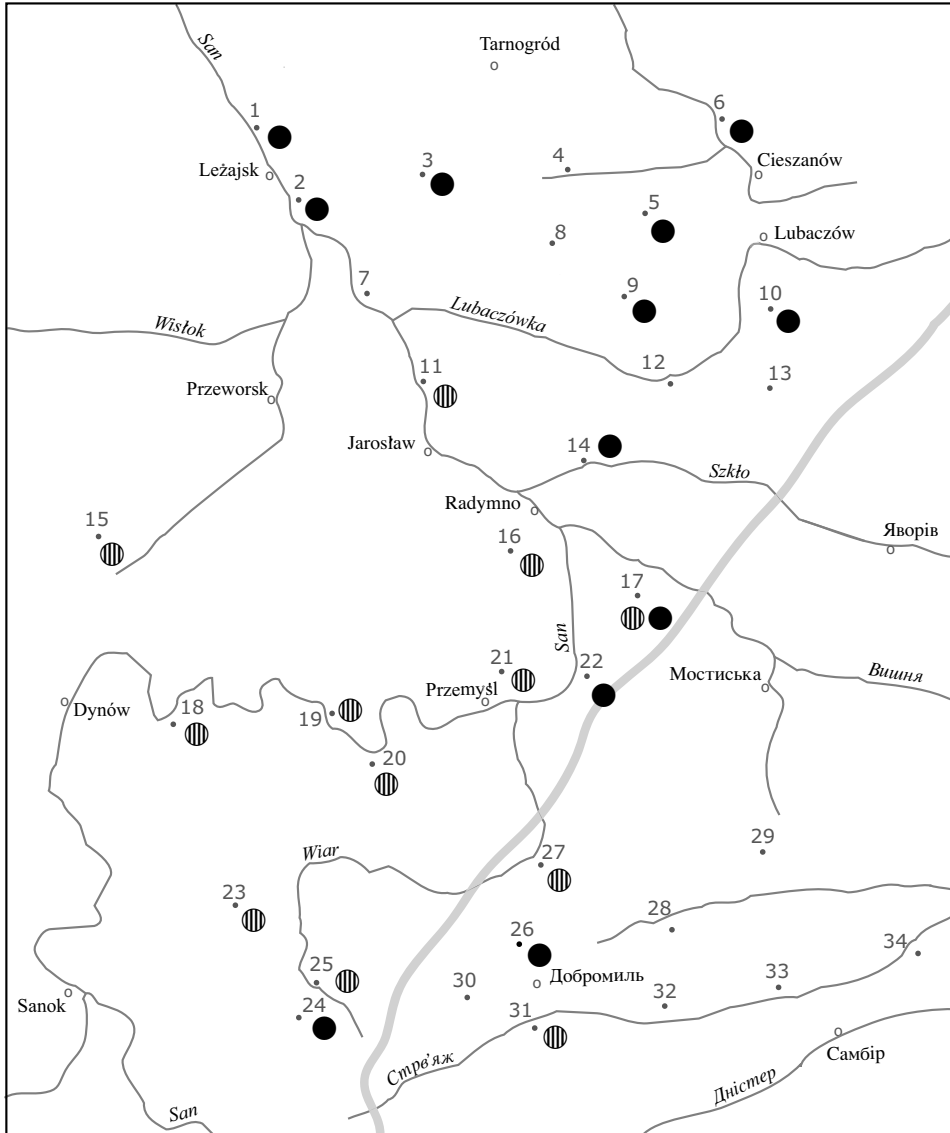 San
Tarnogród
1
6
Leżajsk
3
4
Cieszanów
2
5
8
Lubaczów
7
9
10
Wisłok
Lubaczówka
11
12
13
Przeworsk
Jarosław
14
Szkło
Radymno
15
16
Яворів
17
San
21
22
Przemyśl
Мостиська
Вишня
Dynów
18
19
20
Wiar
27
29
23
28
26
34
25
Добромиль
33
Sanok
24
30
31
32
Стрв’яж
Самбір
San
Дністер